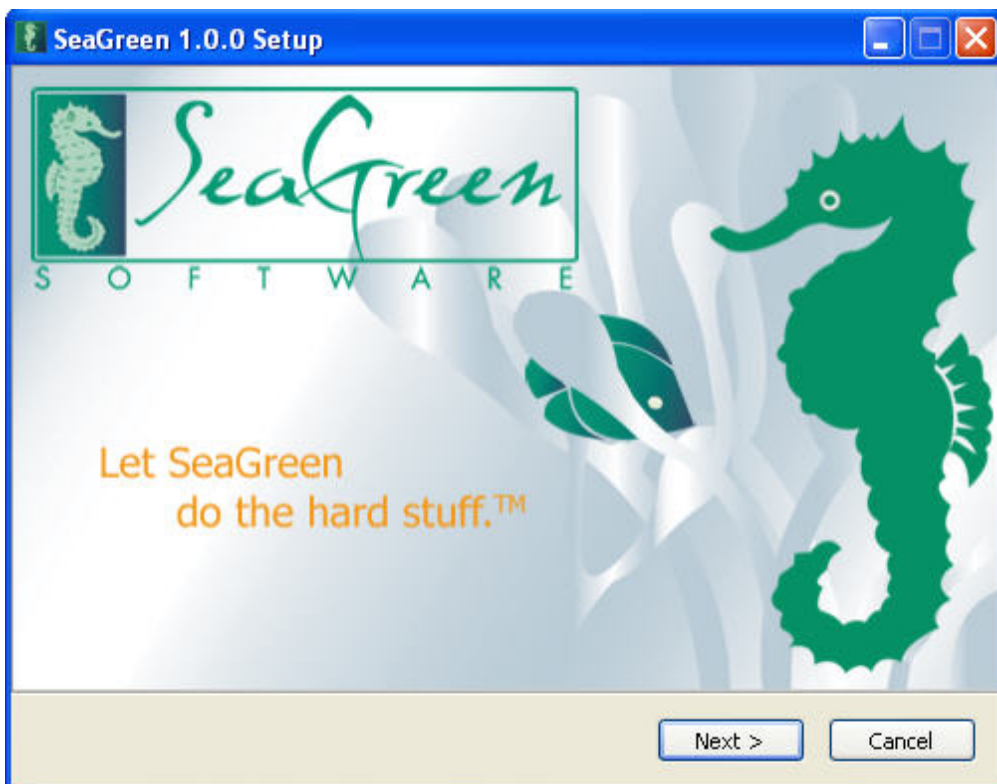 SeaGreen 1.0.0 Setup
SeaGreen
SOFTWARE
Let SeaGreen
do the hard stuff.™
Next >
Cancel